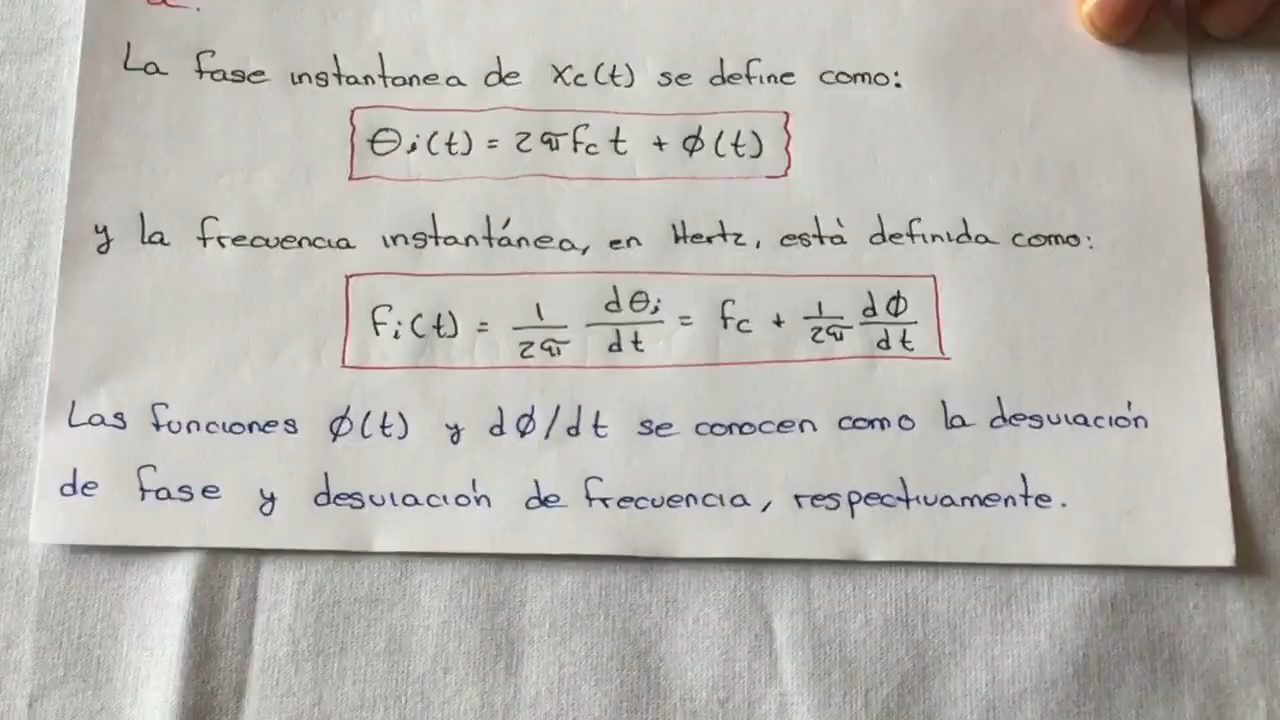 La fase instantanea de xc(t) se define como:
θi(t) = 2πfct + ϕ(t)
y la frecuencia instantánea, en Hertz, está definida como:
fi(t) = 1/2π dθi/dt = fc + 1/2π dϕ/dt
Las funciones ϕ(t) y dϕ/dt se conocen como la desviación
de fase y desviación de frecuencia, respectivamente.